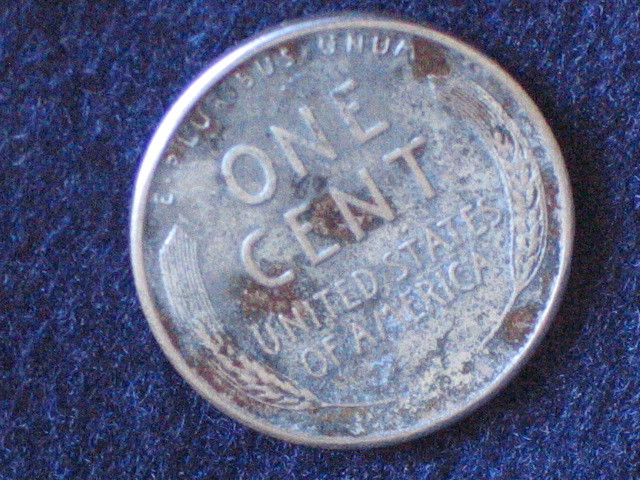 E PLURIBUS UNUM
ONE
CENT
UNITED STATES
OF AMERICA